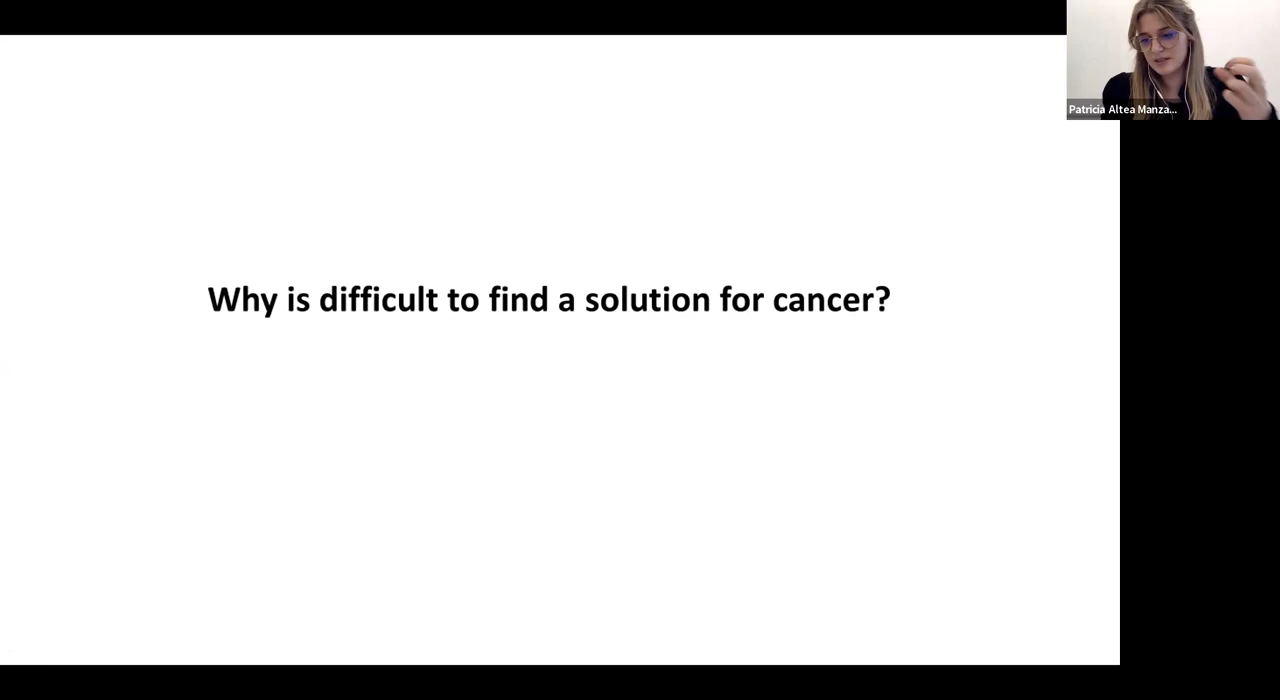 Patricia Altea Manza...
Why is difficult to find a solution for cancer?